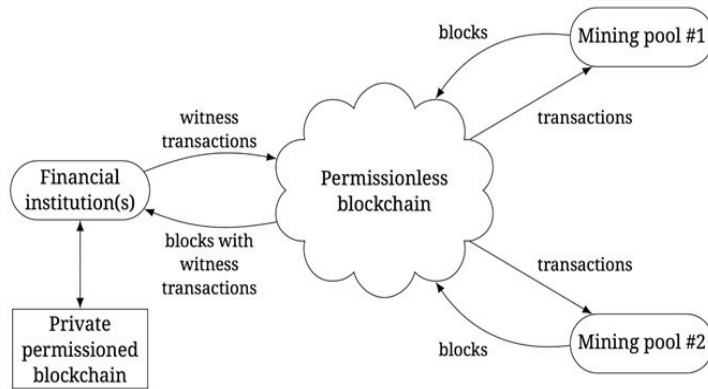 blocks
Mining pool #1
witness
transactions
transactions
Financial
institution(s)
Permissionless
blockchain
blocks with
witness
transactions
transactions
Private
permissioned
blockchain
blocks
Mining pool #2